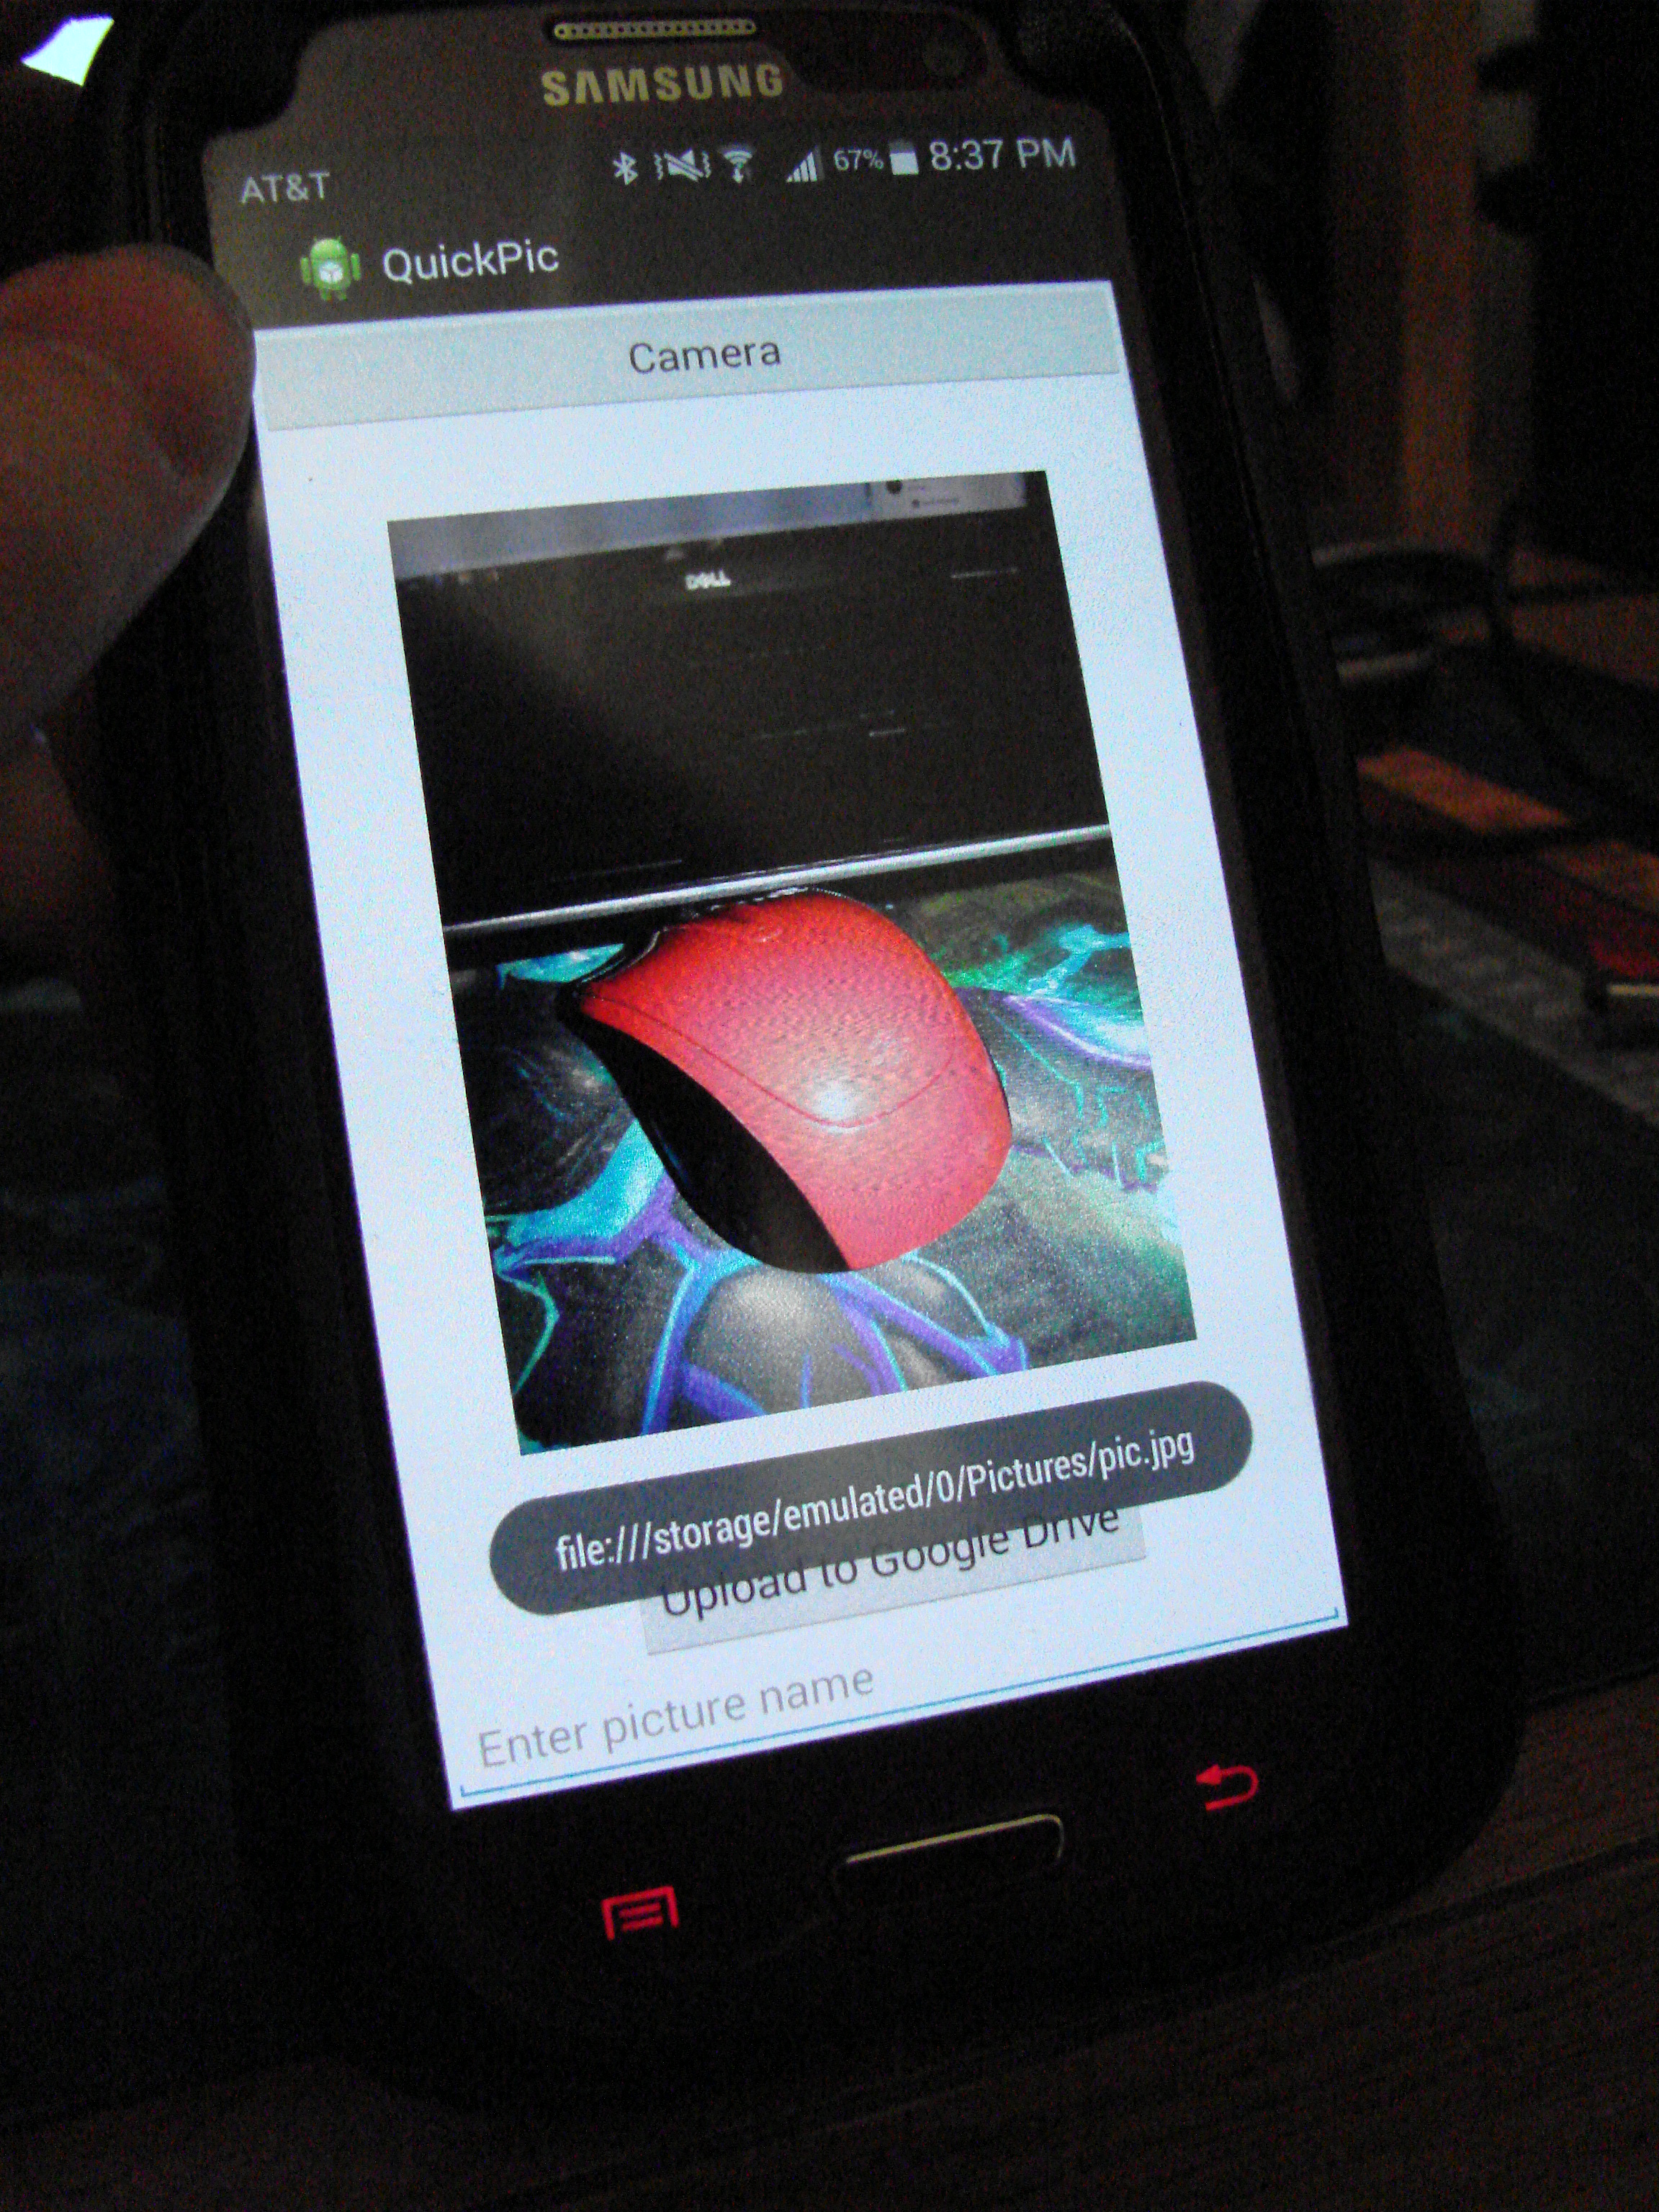 SAMSUNG
AT&T 67% 8:37 PM
QuickPic
Camera
DELL
file:///storage/emulated/0/Pictures/pic.jpg
Upload to Google Drive
Enter picture name